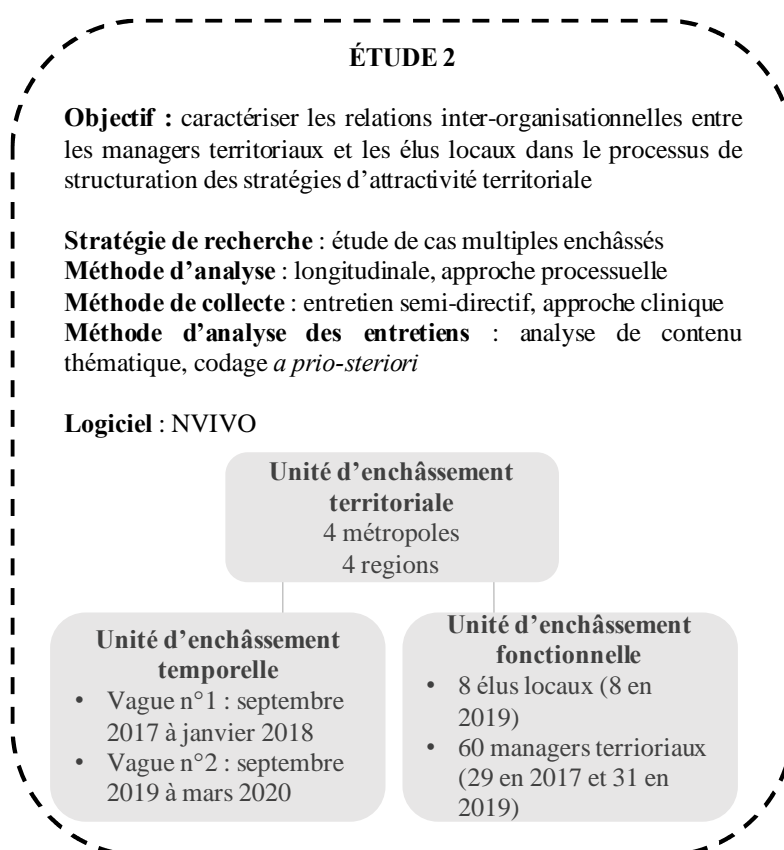 ÉTUDE 2
Objectif : caractériser les relations inter-organisationnelles entre
les managers territoriaux et les élus locaux dans le processus de
structuration des stratégies d’attractivité territoriale
Stratégie de recherche : étude de cas multiples enchâssés
Méthode d’analyse : longitudinale, approche processuelle
Méthode de collecte : entretien semi-directif, approche clinique
Méthode d’analyse des entretiens : analyse de contenu
thématique, codage a prio-steriori
Logiciel : NVIVO
Unité d’enchâssement
territoriale
4 métropoles
4 regions
Unité d’enchâssement
temporelle
• Vague n°1 : septembre
2017 à janvier 2018
• Vague n°2 : septembre
2019 à mars 2020
Unité d’enchâssement
fonctionnelle
• 8 élus locaux (8 en
2019)
• 60 managers terrioriaux
(29 en 2017 et 31 en
2019)